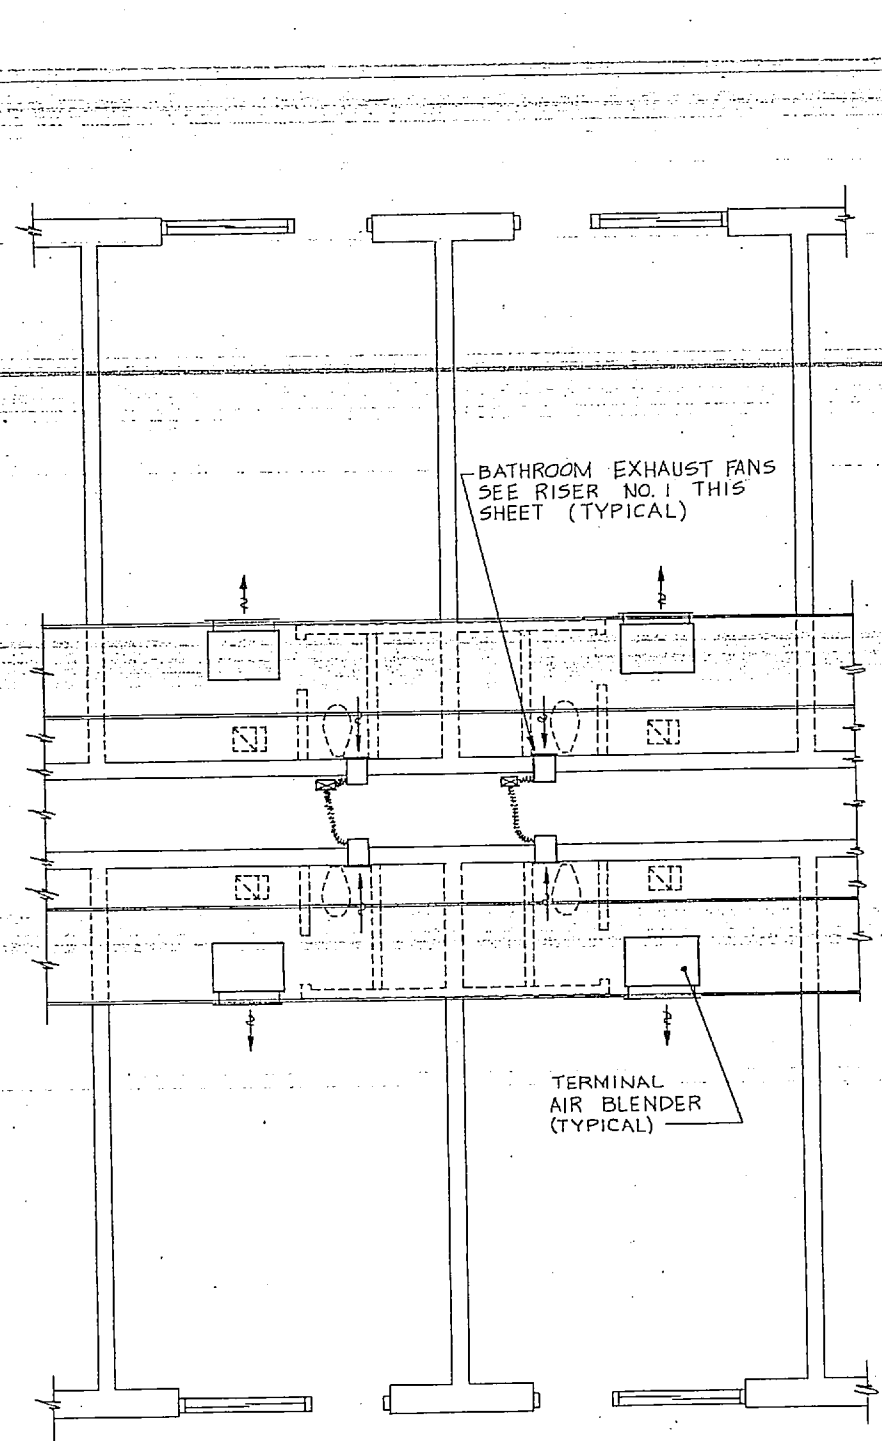 BATHROOM EXHAUST FANS
SEE RISER NO. 1 THIS
SHEET (TYPICAL)
TERMINAL
AIR BLENDER
(TYPICAL)